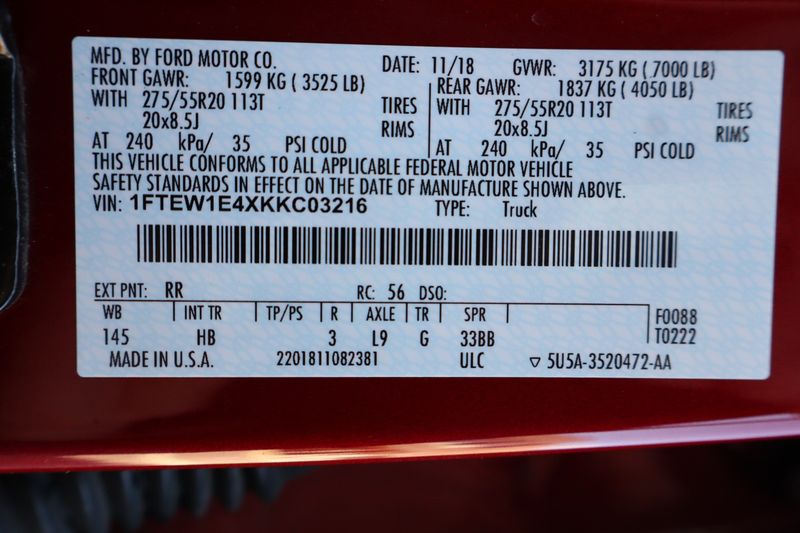 MFD. BY FORD MOTOR CO. DATE: 11/18 GVWR: 3175 KG ( 7000 LB)
FRONT GAWR: 1599 KG ( 3525 LB) REAR GAWR: 1837 KG ( 4050 LB)
WITH 275/55R20 113T TIRES WITH 275/55R20 113T TIRES
20x8.5J RIMS 20x8.5J RIMS
AT 240 kPa/ 35 PSI COLD AT 240 kPa/ 35 PSI COLD
THIS VEHICLE CONFORMS TO ALL APPLICABLE FEDERAL MOTOR VEHICLE
SAFETY STANDARDS IN EFFECT ON THE DATE OF MANUFACTURE SHOWN ABOVE.
VIN: 1FTEW1E4XKKC03216 TYPE: Truck
EXT PNT: RR RC: 56 DSO:
WB INT TR TP/PS R AXLE TR SPR F0088
145 HB 3 L9 G 33BB T0222
MADE IN U.S.A. 2201811082381 ULC ▽ 5U5A-3520472-AA